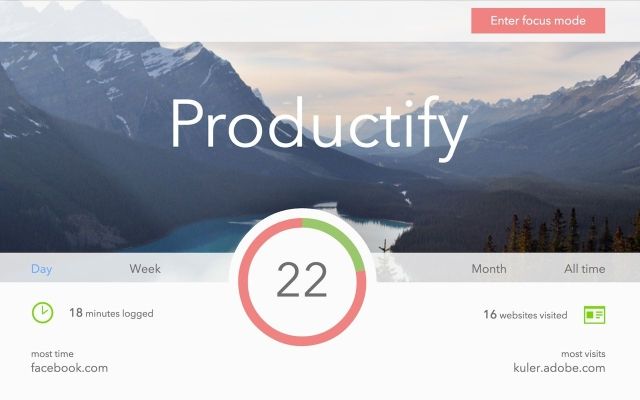 Enter focus mode
Productify
Day
Week
22
Month
All time
18 minutes logged
16 websites visited
most time
facebook.com
most visits
kuler.adobe.com